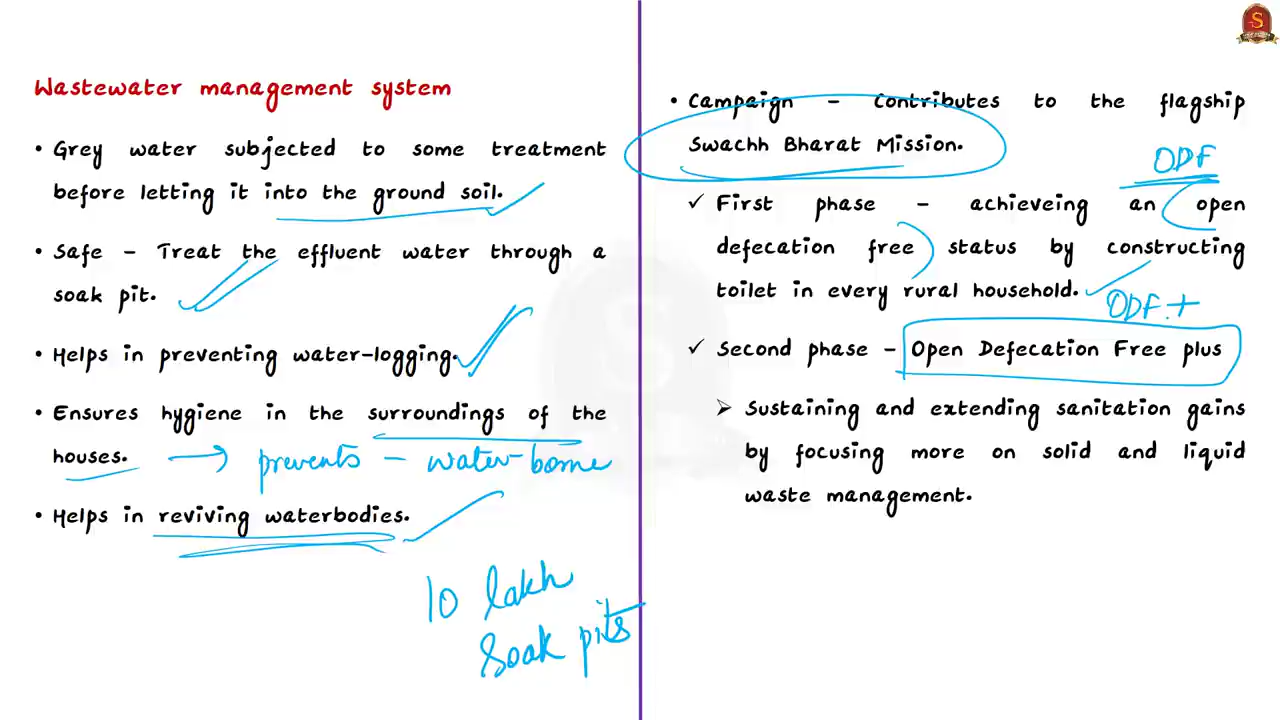 Wastewater management system
• Grey water subjected to some treatment
before letting it into the ground soil.
• Safe - Treat the effluent water through a
soak pit.
• Helps in preventing water-logging.
• Ensures hygiene in the surroundings of the
houses. → prevents - water-borne
• Helps in reviving waterbodies.
10 lakh
Soak pits
• Campaign - Contributes to the flagship
Swachh Bharat Mission.
ODF
✓ First phase - achieveing an open
defecation free status by constructing
toilet in every rural household.
ODF +
✓ Second phase - Open Defecation Free plus
➢ Sustaining and extending sanitation gains
by focusing more on solid and liquid
waste management.